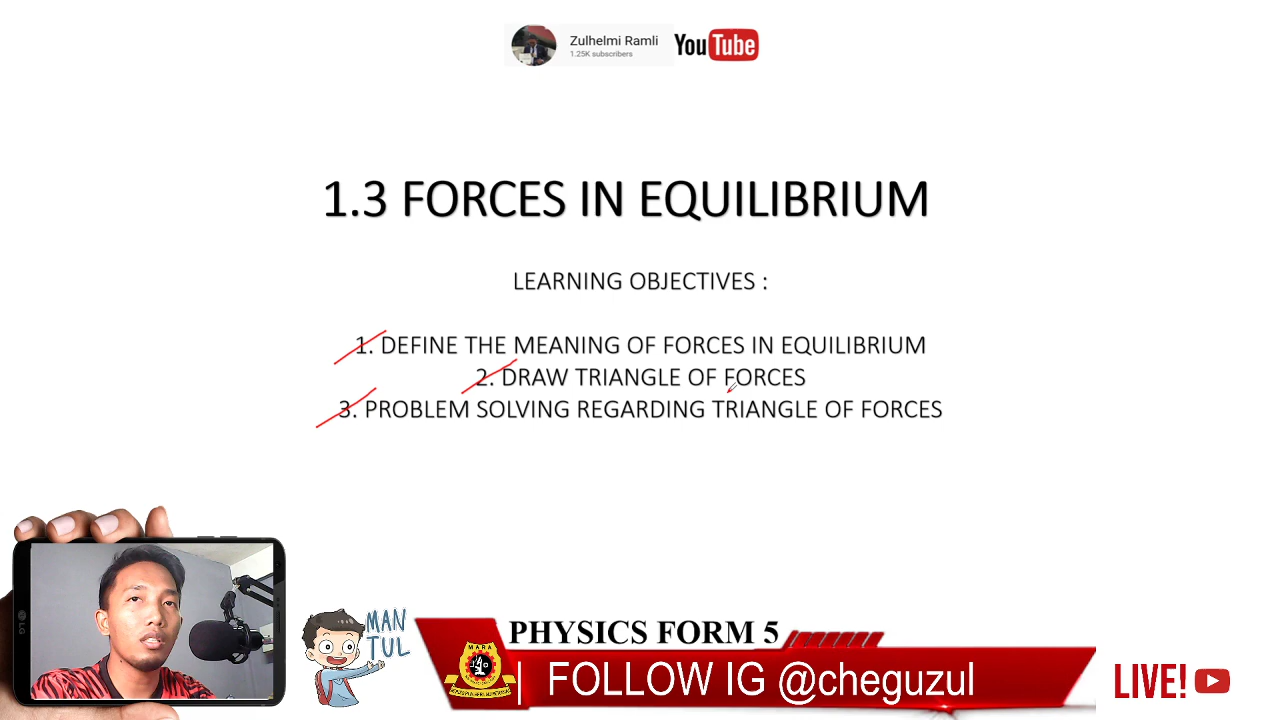 Zulhelmi Ramli
1.25K subscribers
YouTube
1.3 FORCES IN EQUILIBRIUM
LEARNING OBJECTIVES :
1. DEFINE THE MEANING OF FORCES IN EQUILIBRIUM
2. DRAW TRIANGLE OF FORCES
3. PROBLEM SOLVING REGARDING TRIANGLE OF FORCES
LG
MAN
TUL
PHYSICS FORM 5
MARA
| FOLLOW IG @cheguzul
LIVE!